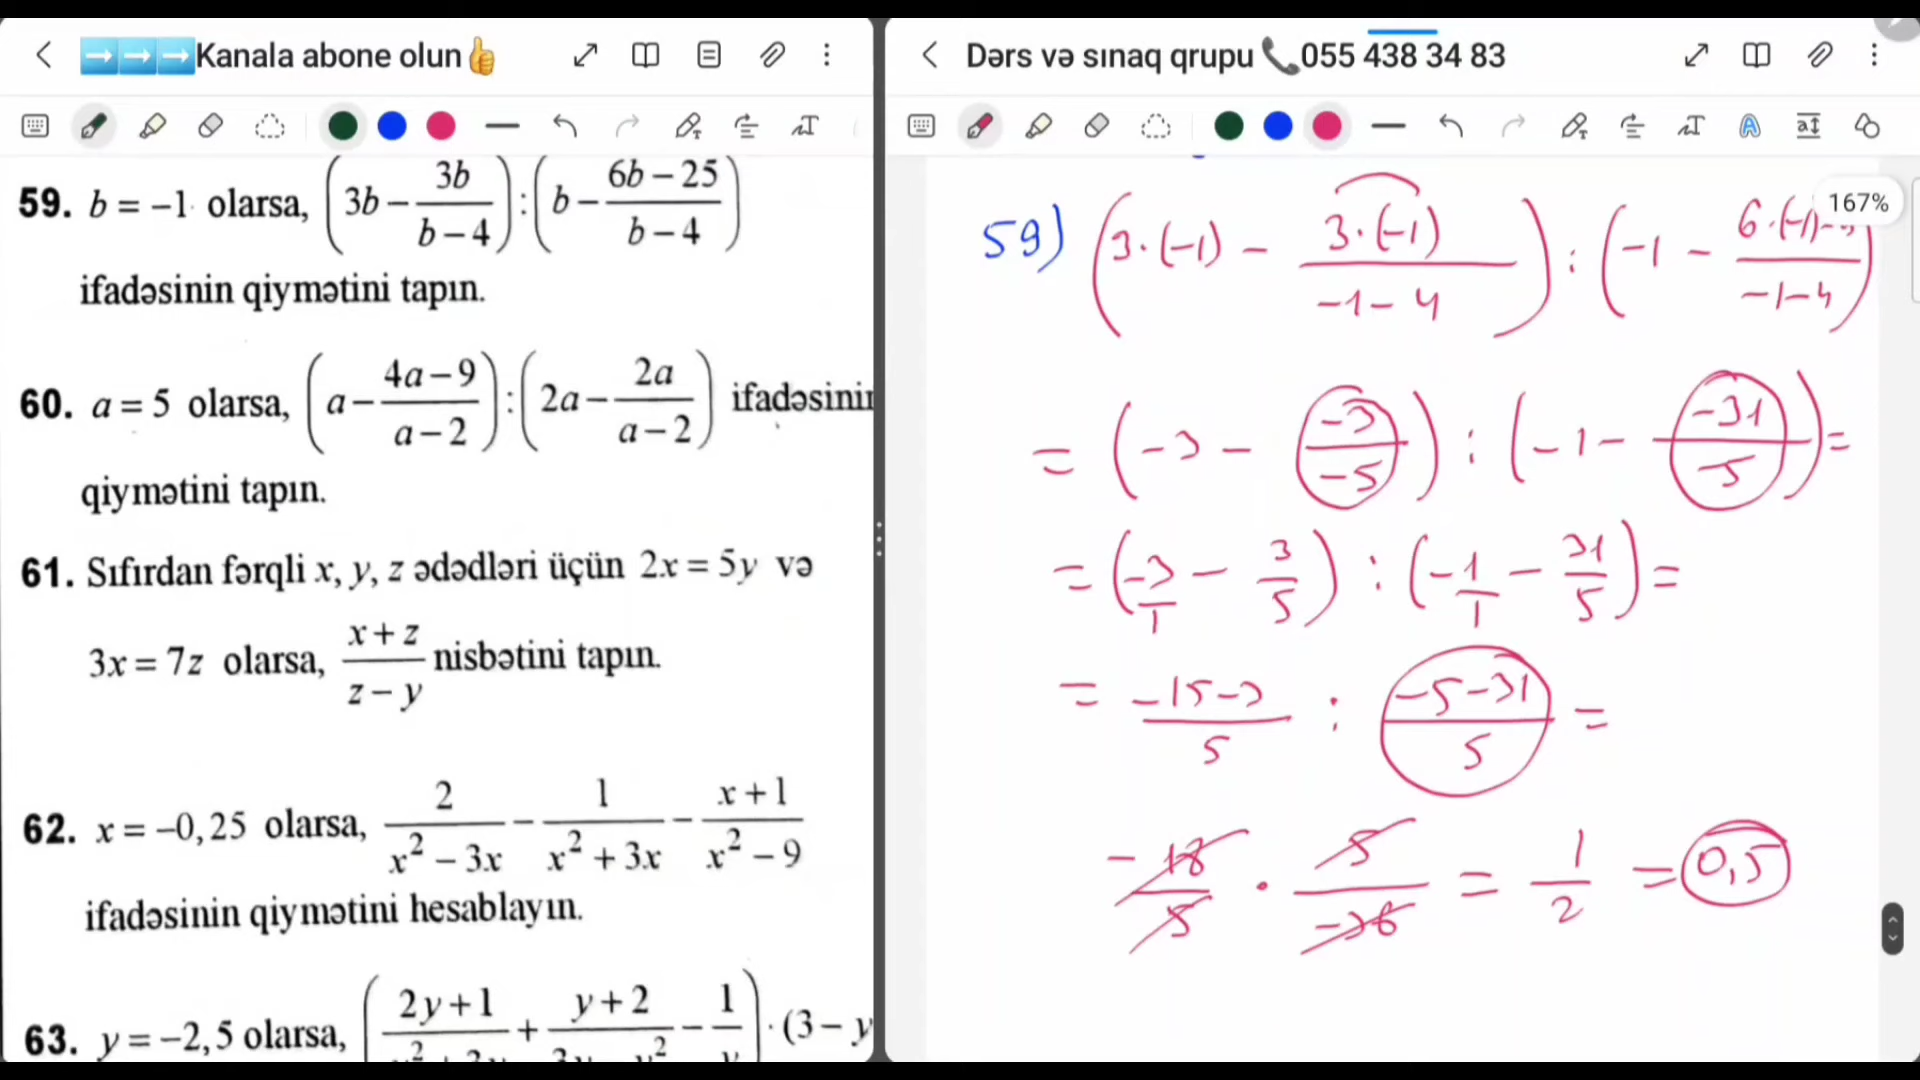 ➡️➡️➡️Kanala abone olun👍
59. b = −1 olarsa, (3b − 3b/(b − 4)) : (b − (6b − 25)/(b − 4))
ifadəsinin qiymətini tapın.
60. a = 5 olarsa, (a − (4a − 9)/(a − 2)) : (2a − 2a/(a − 2)) ifadəsinin
qiymətini tapın.
61. Sıfırdan fərqli x, y, z ədədləri üçün 2x = 5y və
3x = 7z olarsa, (x + z)/(z − y) nisbətini tapın.
62. x = −0,25 olarsa, 2/(x² − 3x) − 1/(x² + 3x) − (x + 1)/(x² − 9)
ifadəsinin qiymətini hesablayın.
63. y = −2,5 olarsa, (2y + 1 + y + 2 − 1) · (3 − y
Dərs və sınaq qrupu 📞055 438 34 83
167%
59) (3·(−1) − 3·(−1)/(−1−4)) : (−1 − 6·(−1)−/(−1−4))
= (−3 − (−3)/(−5)) : (−1 − (−31)/(−5)) =
= (−3/1 − 3/5) : (−1/1 − 31/5) =
= (−15−3)/5 : (−5−31)/5 =
−18/5 · 5/−36 = 1/2 = 0,5